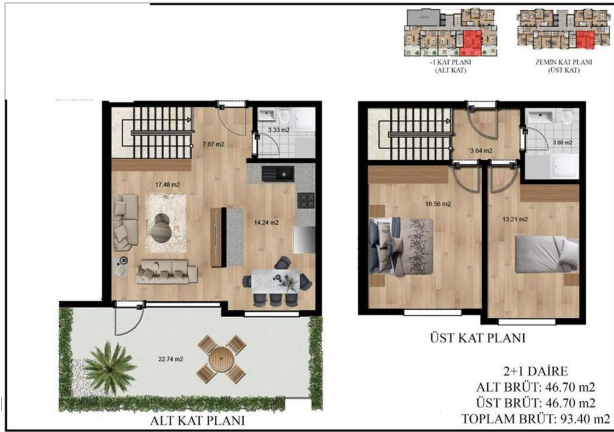 -1 KAT PLANI
(ALT KAT)
ZEMİN KAT PLANI
(ÜST KAT)
3.33 m2
7.87 m2
17.48 m2
14.24 m2
22.74 m2
ALT KAT PLANI
3.64 m2
3.98 m2
16.56 m2
13.21 m2
ÜST KAT PLANI
2+1 DAİRE
ALT BRÜT: 46.70 m2
ÜST BRÜT: 46.70 m2
TOPLAM BRÜT: 93.40 m2